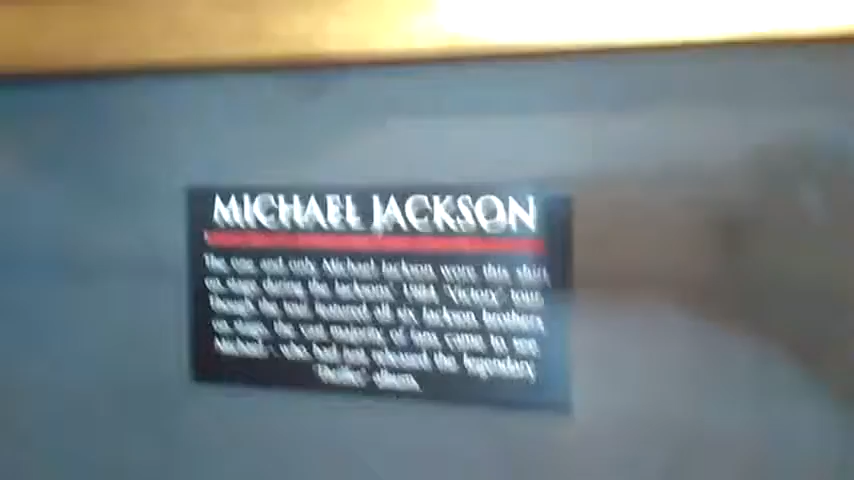 MICHAEL JACKSON
The one and only Michael Jackson wore this shirt
on stage during the Jacksons' 1984 "Victory" tour.
Though the tour featured all six Jackson brothers
on stage, the vast majority of fans came to see
Michael - who had just released the legendary
"Thriller" album.